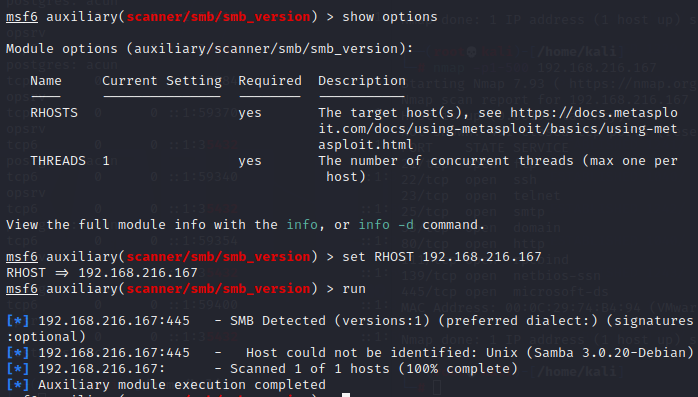 msf6 auxiliary(scanner/smb/smb_version) > show options
Module options (auxiliary/scanner/smb/smb_version):
Name Current Setting Required Description
RHOSTS yes The target host(s), see https://docs.metasplo
it.com/docs/using-metasploit/basics/using-met
asploit.html
THREADS 1 yes The number of concurrent threads (max one per
host)
View the full module info with the info, or info -d command.
msf6 auxiliary(scanner/smb/smb_version) > set RHOST 192.168.216.167
RHOST => 192.168.216.167
msf6 auxiliary(scanner/smb/smb_version) > run
[*] 192.168.216.167:445 - SMB Detected (versions:1) (preferred dialect:) (signatures
:optional)
[*] 192.168.216.167:445 - Host could not be identified: Unix (Samba 3.0.20-Debian)
[*] 192.168.216.167: - Scanned 1 of 1 hosts (100% complete)
[*] Auxiliary module execution completed